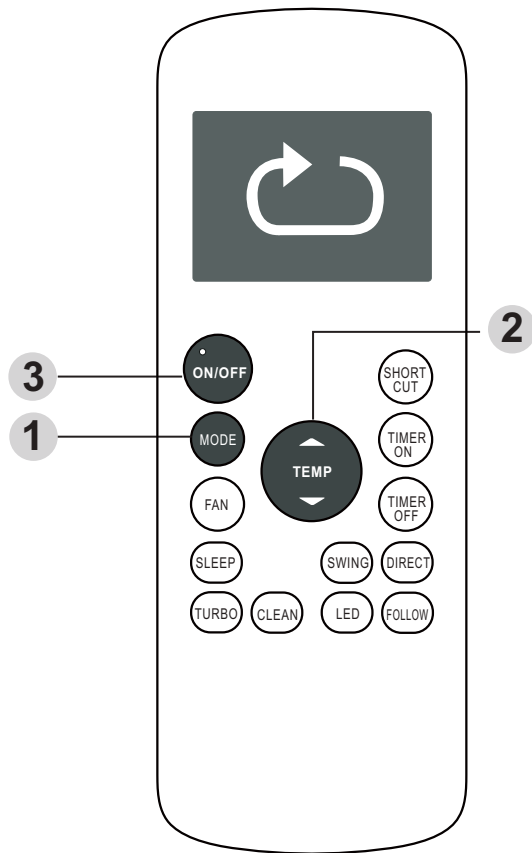 2
ON/OFF
3
SHORT
CUT
1
MODE
TEMP
TIMER
ON
FAN
TIMER
OFF
SLEEP
SWING
DIRECT
TURBO
CLEAN
LED
FOLLOW